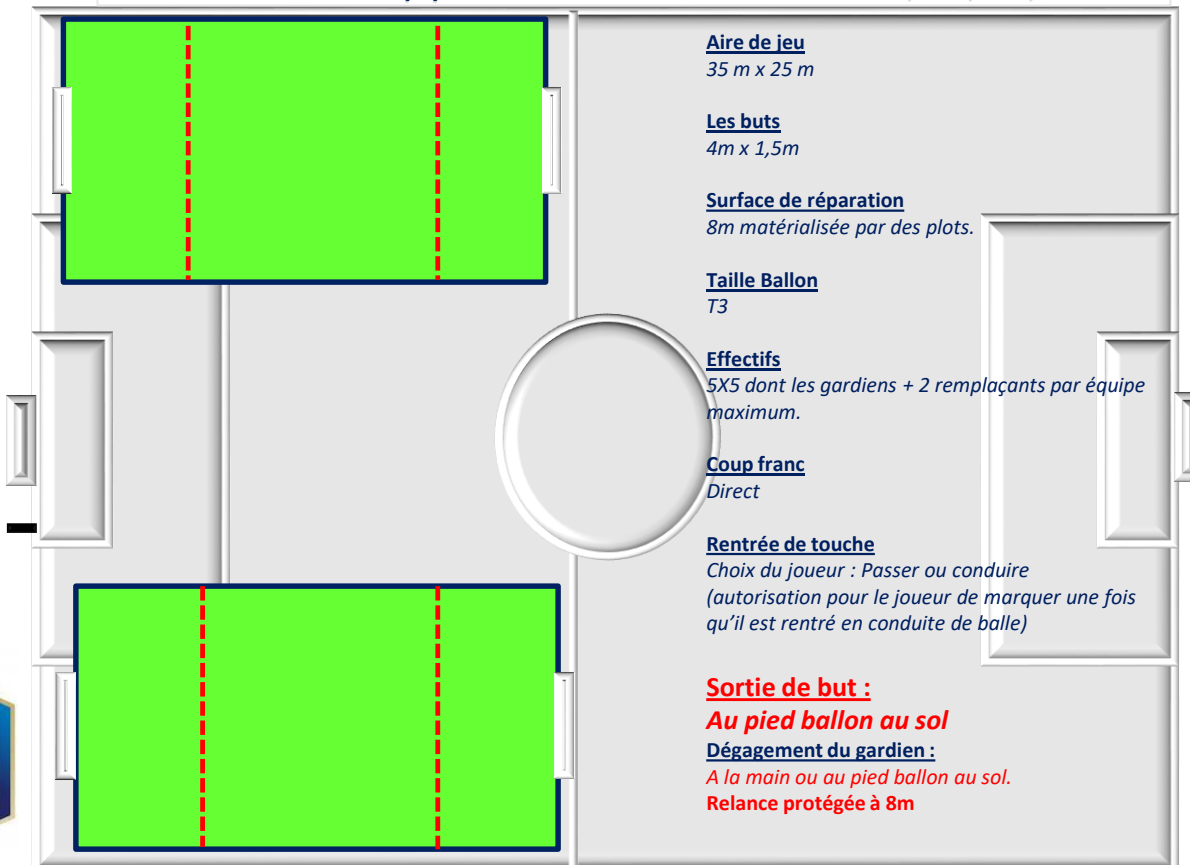 Aire de jeu
35 m x 25 m
Les buts
4m x 1,5m
Surface de réparation
8m matérialisée par des plots.
Taille Ballon
T3
Effectifs
5X5 dont les gardiens + 2 remplaçants par équipe
maximum.
Coup franc
Direct
Rentrée de touche
Choix du joueur : Passer ou conduire
(autorisation pour le joueur de marquer une fois
qu’il est rentré en conduite de balle)
Sortie de but :
Au pied ballon au sol
Dégagement du gardien :
A la main ou au pied ballon au sol.
Relance protégée à 8m